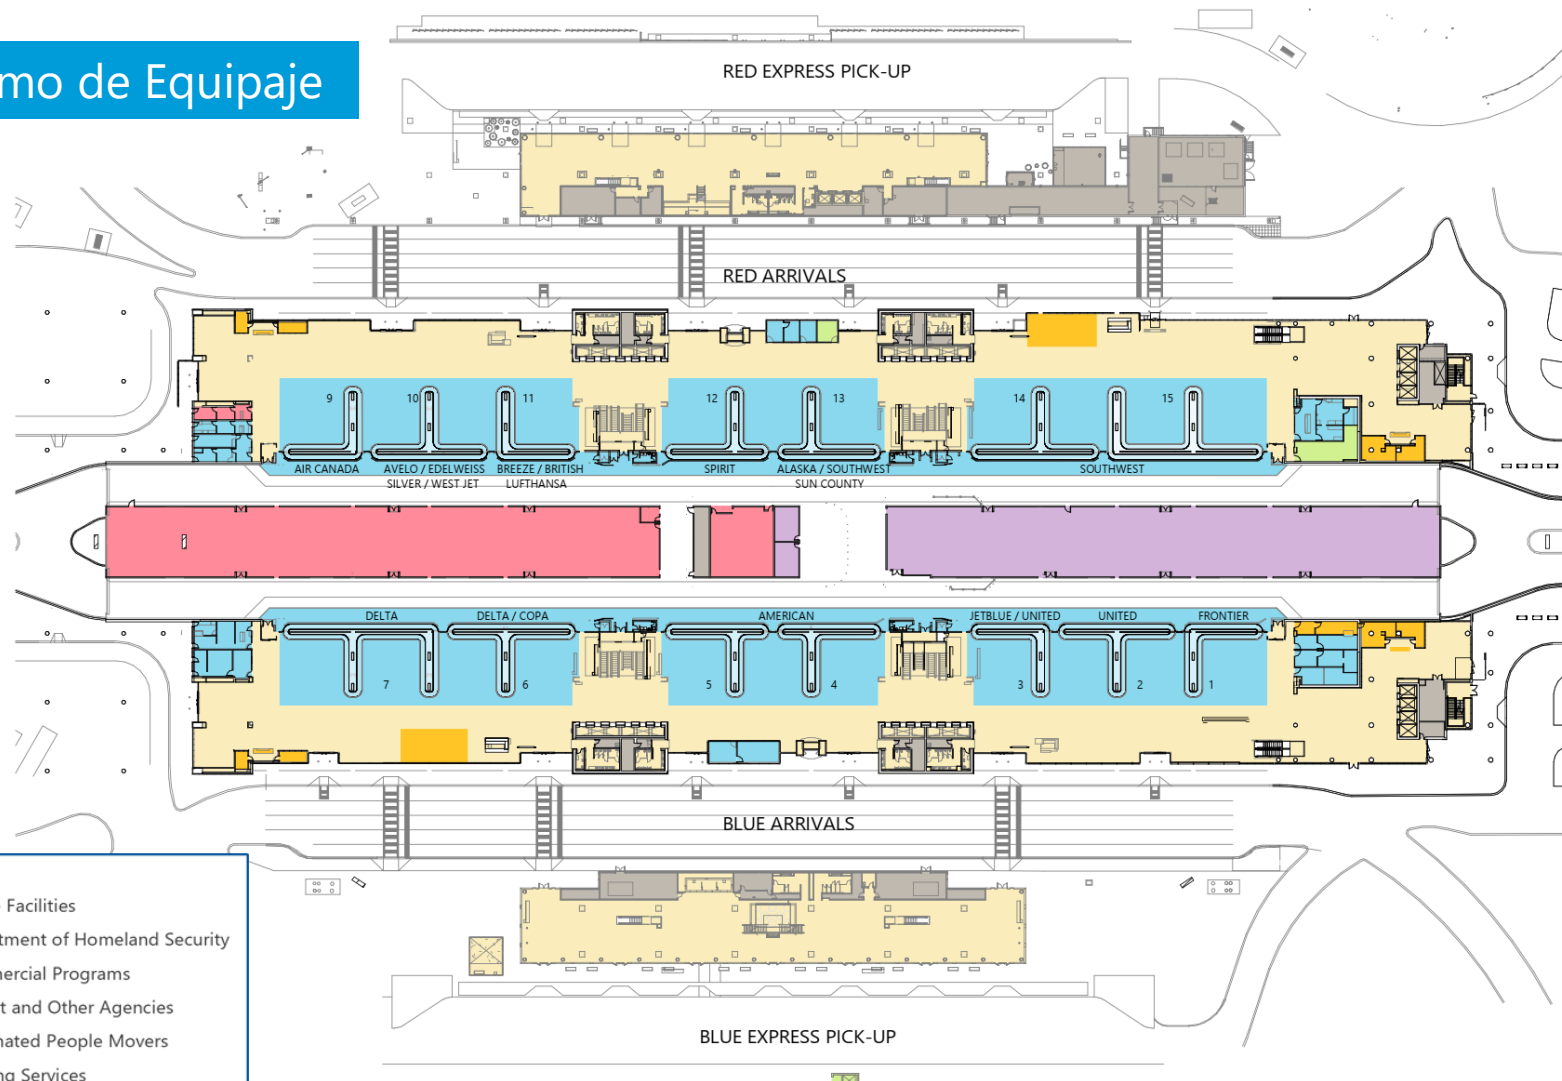 mo de Equipaje
RED EXPRESS PICK-UP
RED ARRIVALS
9
10
11
12
13
14
15
AIR CANADA
AVELO / EDELWEISS
SILVER / WEST JET
BREEZE / BRITISH
LUFTHANSA
SPIRIT
ALASKA / SOUTHWEST
SUN COUNTY
SOUTHWEST
DELTA
DELTA / COPA
AMERICAN
JETBLUE / UNITED
UNITED
FRONTIER
7
6
5
4
3
2
1
BLUE ARRIVALS
Facilities
tment of Homeland Security
ercial Programs
t and Other Agencies
nated People Movers
ng Services
BLUE EXPRESS PICK-UP